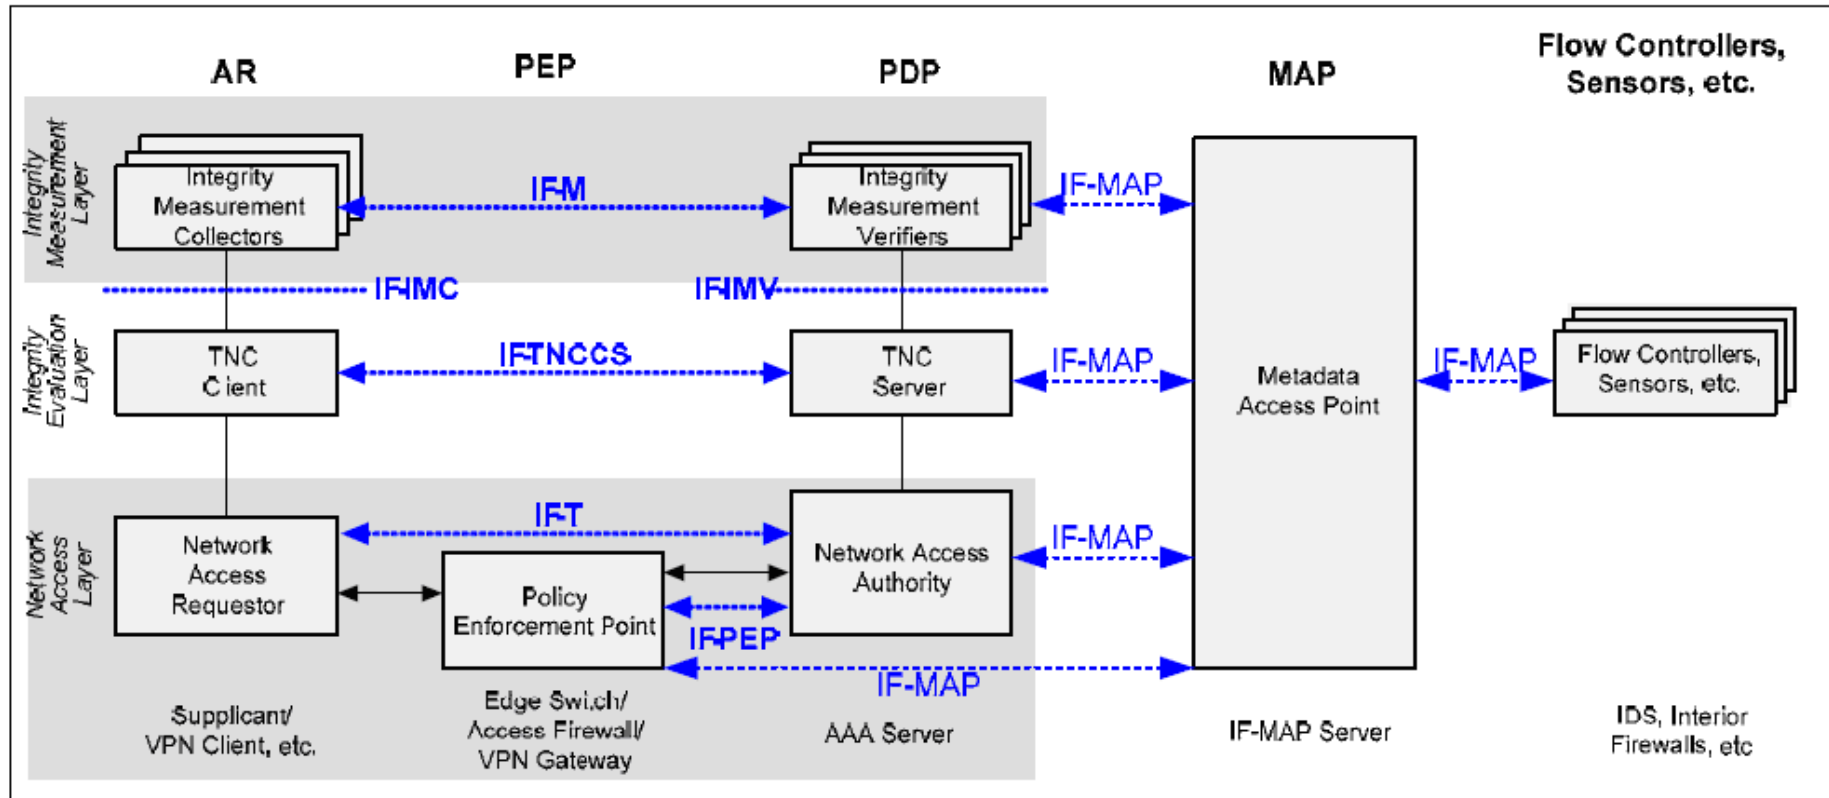 AR
PEP
PDP
MAP
Flow Controllers,
Sensors, etc.
Integrity
Measurement
Layer
Integrity
Measurement
Collectors
IF-M
Integrity
Measurement
Verifiers
IF-MAP
IF-IMC
IF-IMV
Integrity
Evaluation
Layer
TNC
Client
IF-TNCCS
TNC
Server
IF-MAP
Metadata
Access Point
IF-MAP
Flow Controllers,
Sensors, etc.
Network
Access
Layer
Network
Access
Requestor
IF-T
Policy
Enforcement Point
IF-PEP
Network Access
Authority
IF-MAP
IF-MAP
Supplicant/
VPN Client, etc.
Edge Swi.ch/
Access Firewall/
VPN Gateway
AAA Server
IF-MAP Server
IDS, Interior
Firewalls, etc